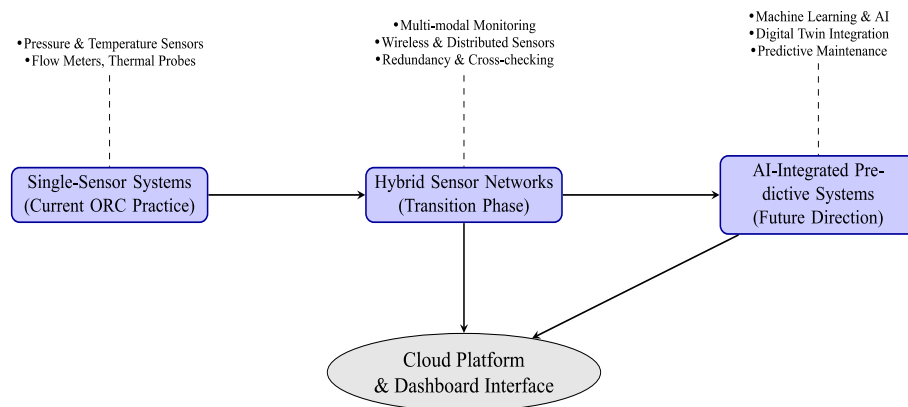 •Pressure & Temperature Sensors
•Flow Meters, Thermal Probes
•Multi-modal Monitoring
•Wireless & Distributed Sensors
•Redundancy & Cross-checking
•Machine Learning & AI
•Digital Twin Integration
•Predictive Maintenance
Single-Sensor Systems
(Current ORC Practice)
Hybrid Sensor Networks
(Transition Phase)
AI-Integrated Pre-
dictive Systems
(Future Direction)
Cloud Platform
& Dashboard Interface